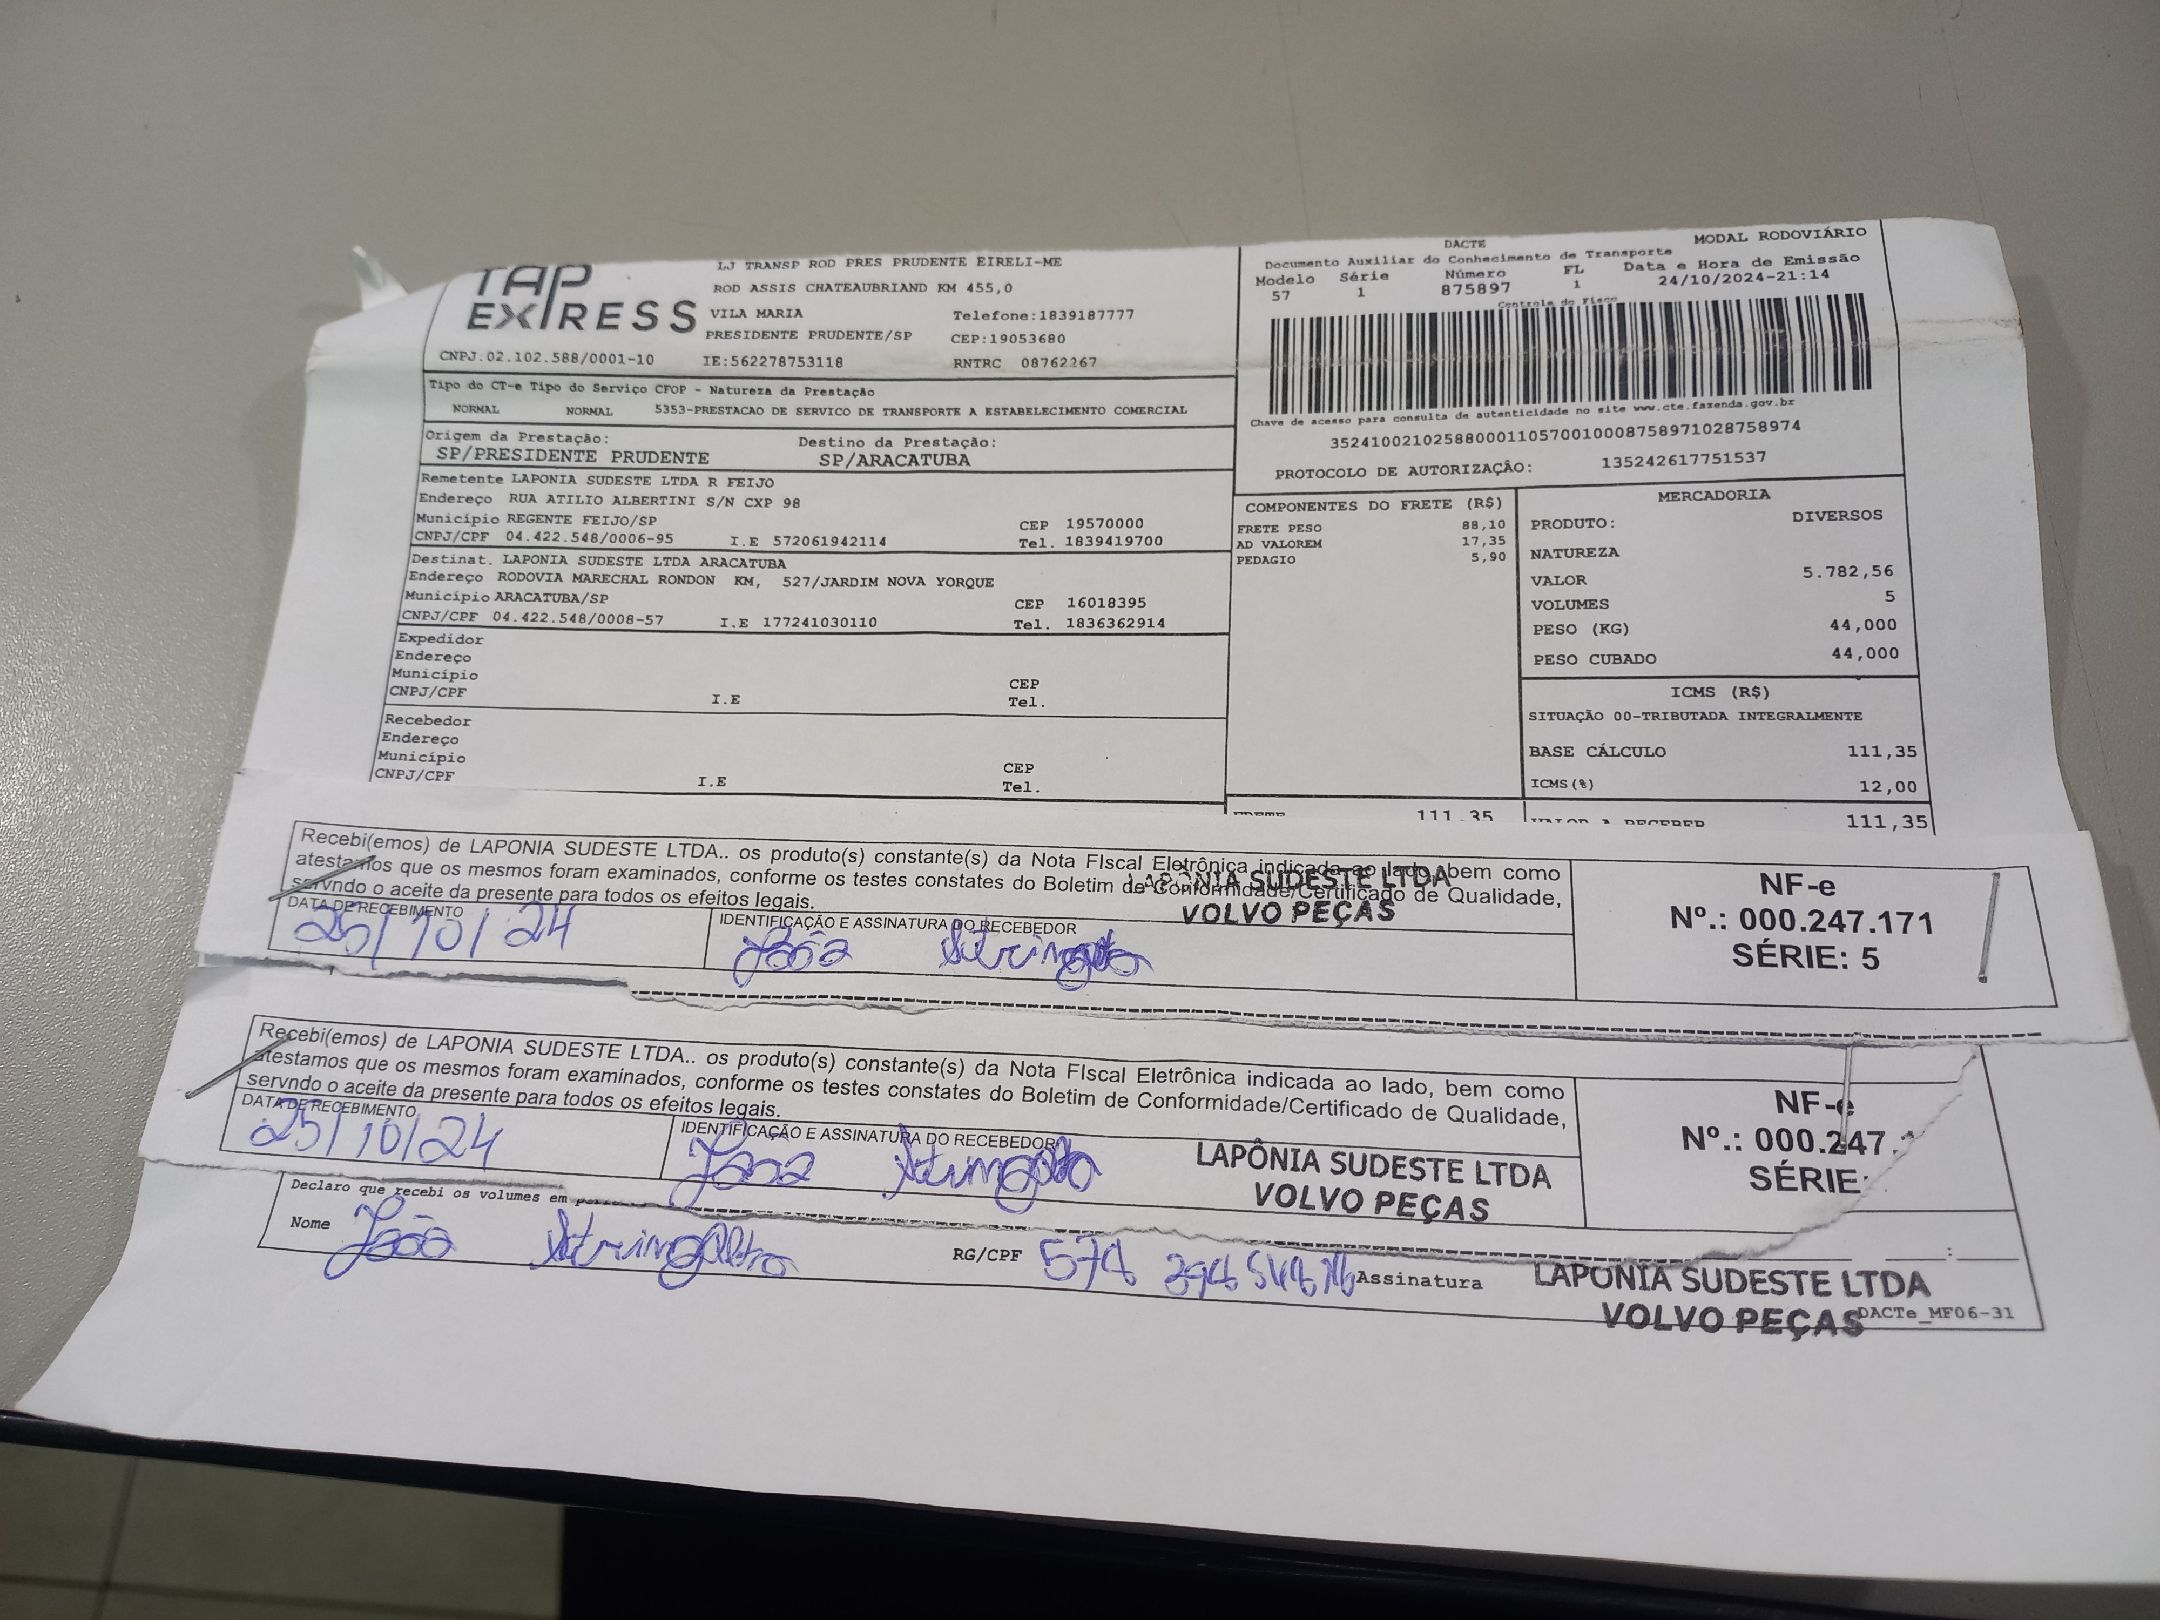 TAP
EXPRESS
LJ TRANSP ROD PRES PRUDENTE EIRELI-ME
ROD ASSIS CHATEAUBRIAND KM 455,0
VILA MARIA Telefone:1839187777
PRESIDENTE PRUDENTE/SP CEP:19053680
CNPJ.02.102.588/0001-10 IE:562278753118 RNTRC 08762267
DACTE MODAL RODOVIÁRIO
Documento Auxiliar do Conhecimento de Transporte
Modelo Série Número FL Data e Hora de Emissão
57 1 875897 1 24/10/2024-21:14
Controle do Fisco
Chave de acesso para consulta de autenticidade no site www.cte.fazenda.gov.br
35241002102588000110570010008758971028758974
PROTOCOLO DE AUTORIZAÇÃO: 135242617751537
Tipo do CT-e Tipo do Serviço CFOP - Natureza da Prestação
NORMAL NORMAL 5353-PRESTACAO DE SERVICO DE TRANSPORTE A ESTABELECIMENTO COMERCIAL
Origem da Prestação: Destino da Prestação:
SP/PRESIDENTE PRUDENTE SP/ARACATUBA
Remetente LAPONIA SUDESTE LTDA R FEIJO
Endereço RUA ATILIO ALBERTINI S/N CXP 98
Município REGENTE FEIJO/SP CEP 19570000
CNPJ/CPF 04.422.548/0006-95 I.E 572061942114 Tel. 1839419700
Destinat. LAPONIA SUDESTE LTDA ARACATUBA
Endereço RODOVIA MARECHAL RONDON KM, 527/JARDIM NOVA YORQUE
Município ARACATUBA/SP CEP 16018395
CNPJ/CPF 04.422.548/0008-57 I.E 177241030110 Tel. 1836362914
Expedidor
Endereço
Município CEP
CNPJ/CPF I.E Tel.
Recebedor
Endereço
Município CEP
CNPJ/CPF I.E Tel.
COMPONENTES DO FRETE (R$)
FRETE PESO 88,10
AD VALOREM 17,35
PEDAGIO 5,90
111,35
MERCADORIA
PRODUTO: DIVERSOS
NATUREZA
VALOR 5.782,56
VOLUMES 5
PESO (KG) 44,000
PESO CUBADO 44,000
ICMS (R$)
SITUAÇÃO 00-TRIBUTADA INTEGRALMENTE
BASE CÁLCULO 111,35
ICMS(%) 12,00
VALOR A RECEBER 111,35
Recebi(emos) de LAPONIA SUDESTE LTDA.. os produto(s) constante(s) da Nota FIscal Eletrônica indicada ao lado, bem como
atestamos que os mesmos foram examinados, conforme os testes constates do Boletim de Conformidade/Certificado de Qualidade,
servndo o aceite da presente para todos os efeitos legais.
LAPÔNIA SUDESTE LTDA
VOLVO PEÇAS
DATA DE RECEBIMENTO IDENTIFICAÇÃO E ASSINATURA DO RECEBEDOR
25/10/24 João
NF-e
Nº.: 000.247.171
SÉRIE: 5
Recebi(emos) de LAPONIA SUDESTE LTDA.. os produto(s) constante(s) da Nota FIscal Eletrônica indicada ao lado, bem como
atestamos que os mesmos foram examinados, conforme os testes constates do Boletim de Conformidade/Certificado de Qualidade,
servndo o aceite da presente para todos os efeitos legais.
DATA DE RECEBIMENTO IDENTIFICAÇÃO E ASSINATURA DO RECEBEDOR
25/10/24 João
LAPÔNIA SUDESTE LTDA
VOLVO PEÇAS
NF-e
Nº.: 000.247.
SÉRIE:
Declaro que recebi os volumes em
Nome João RG/CPF Assinatura
LAPONIA SUDESTE LTDA
VOLVO PEÇAS
DACTe_MF06-31